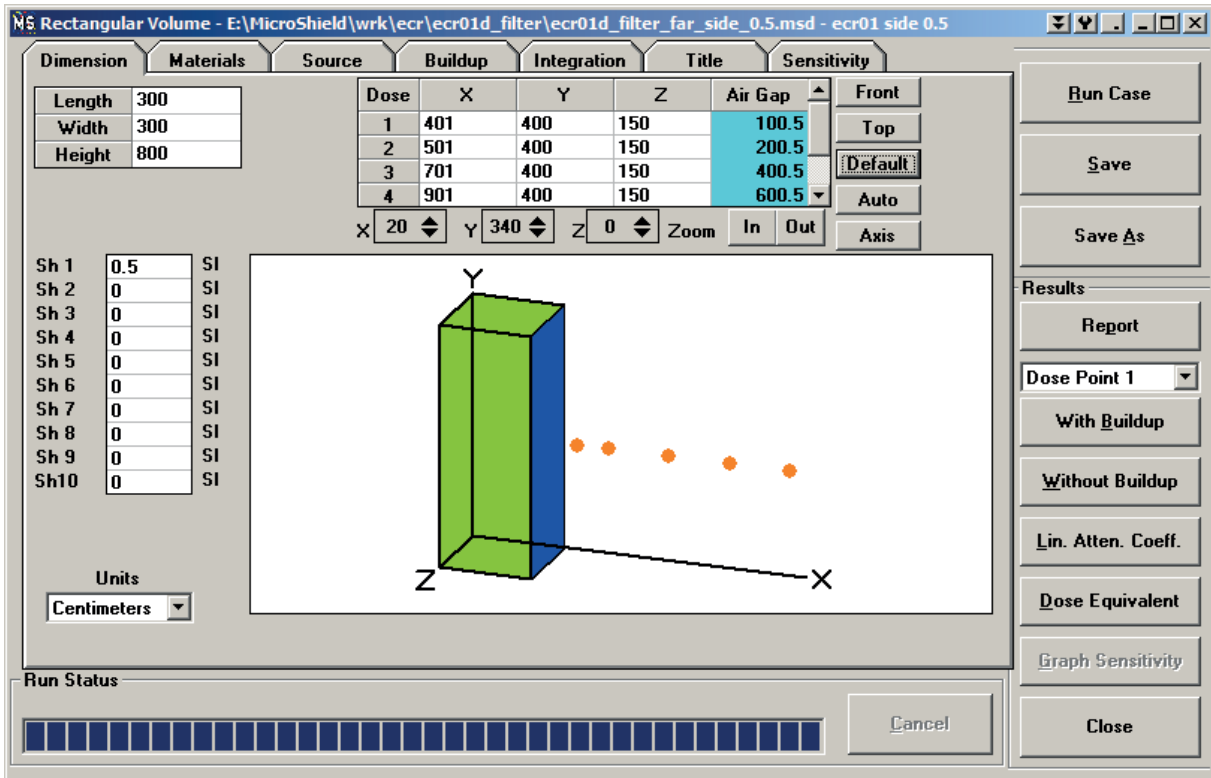 MS Rectangular Volume - E:\MicroShield\wrk\ecr\ecr01d_filter\ecr01d_filter_far_side_0.5.msd - ecr01 side 0.5
Dimension Materials Source Buildup Integration Title Sensitivity
Length 300
Width 300
Height 800
Dose X Y Z Air Gap
1 401 400 150 100.5
2 501 400 150 200.5
3 701 400 150 400.5
4 901 400 150 600.5
Front
Top
Default
Auto
Axis
X 20 Y 340 Z 0 Zoom In Out
Sh 1 0.5 SI
Sh 2 0 SI
Sh 3 0 SI
Sh 4 0 SI
Sh 5 0 SI
Sh 6 0 SI
Sh 7 0 SI
Sh 8 0 SI
Sh 9 0 SI
Sh10 0 SI
Y
Z
X
Units
Centimeters
Run Case
Save
Save As
Results
Report
Dose Point 1
With Buildup
Without Buildup
Lin. Atten. Coeff.
Dose Equivalent
Graph Sensitivity
Close
Run Status
Cancel